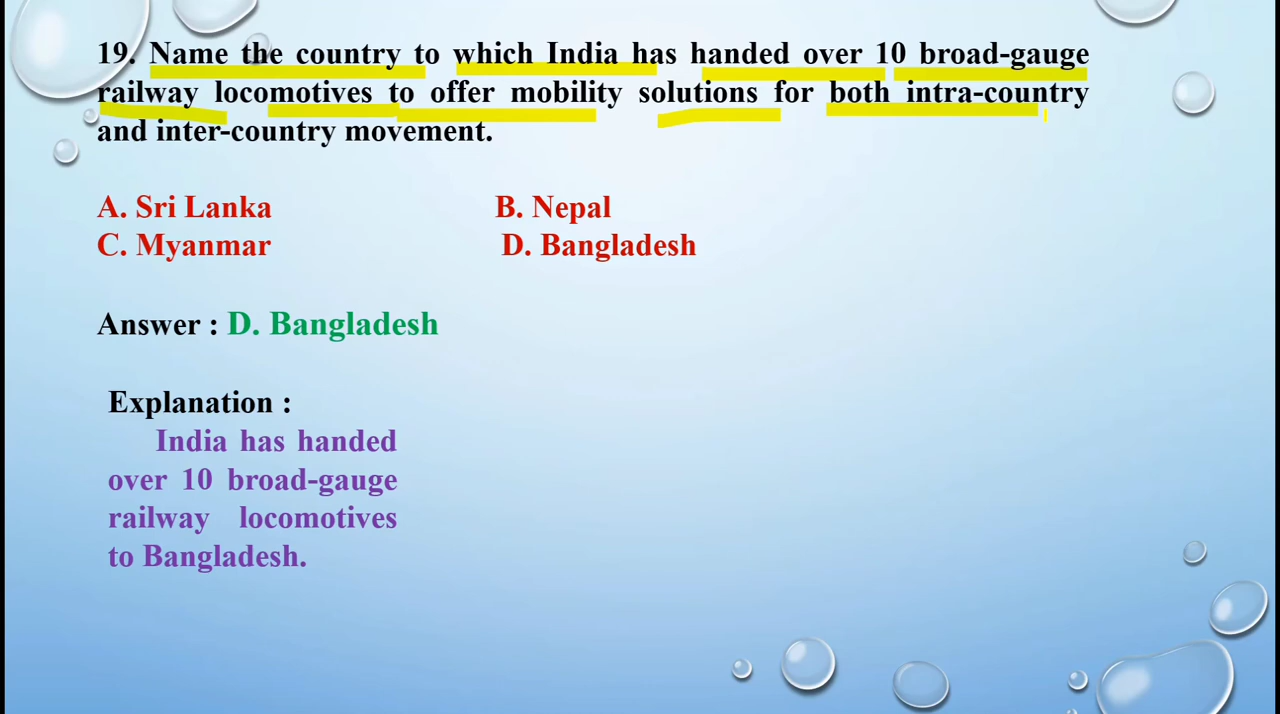 19. Name the country to which India has handed over 10 broad-gauge
railway locomotives to offer mobility solutions for both intra-country
and inter-country movement.
A. Sri Lanka B. Nepal
C. Myanmar D. Bangladesh
Answer : D. Bangladesh
Explanation :
India has handed
over 10 broad-gauge
railway locomotives
to Bangladesh.